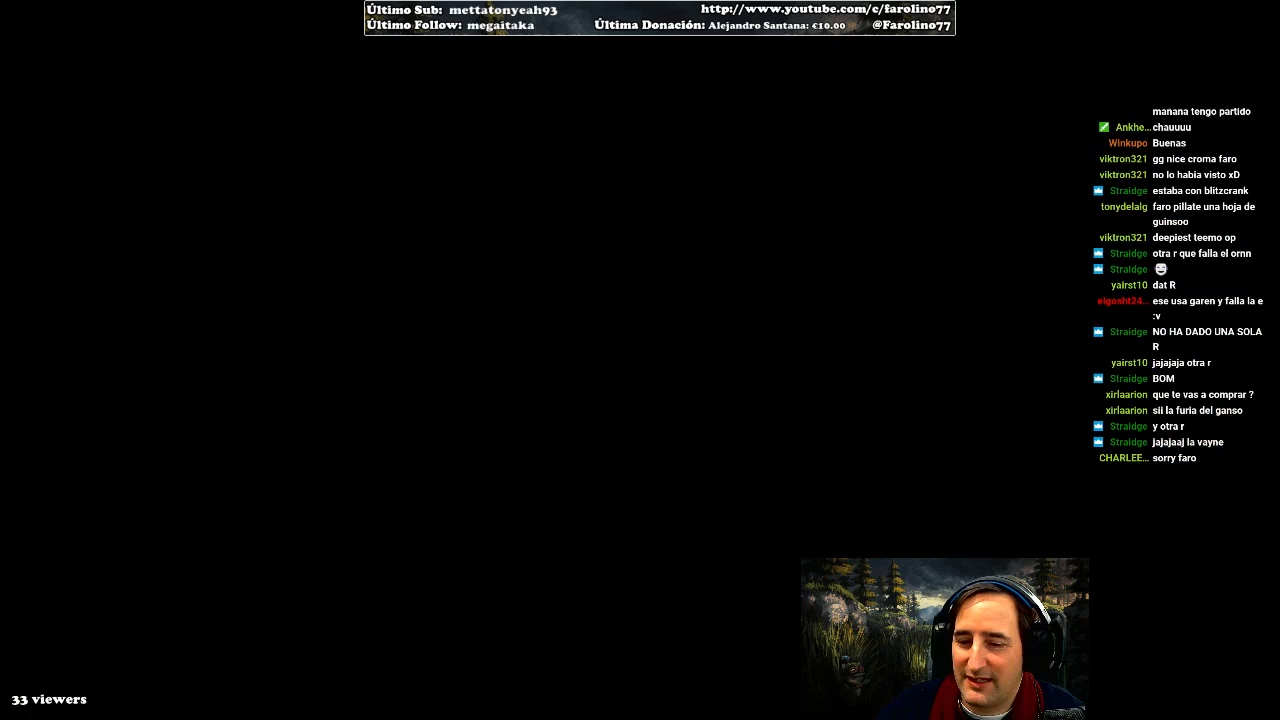 Último Sub: mettatonyeah93
http://www.youtube.com/c/farolino77
Último Follow: megaitaka
Última Donación: Alejandro Santana: €10.00
@Farolino77
mañana tengo partido
Ankhe... chauuuu
Winkupo Buenas
viktron321 gg nice croma faro
viktron321 no lo habia visto xD
Straidge estaba con blitzcrank
tonydelalg faro pillate una hoja de
guinsoo
viktron321 deepiest teemo op
Straidge otra r que falla el ornn
Straidge
yairst10 dat R
elgosht24... ese usa garen y falla la e
:v
Straidge NO HA DADO UNA SOLA
R
yairst10 jajajaja otra r
Straidge BOM
xirlaarion que te vas a comprar ?
xirlaarion sii la furia del ganso
Straidge y otra r
Straidge jajajaaj la vayne
CHARLEE... sorry faro
33 viewers